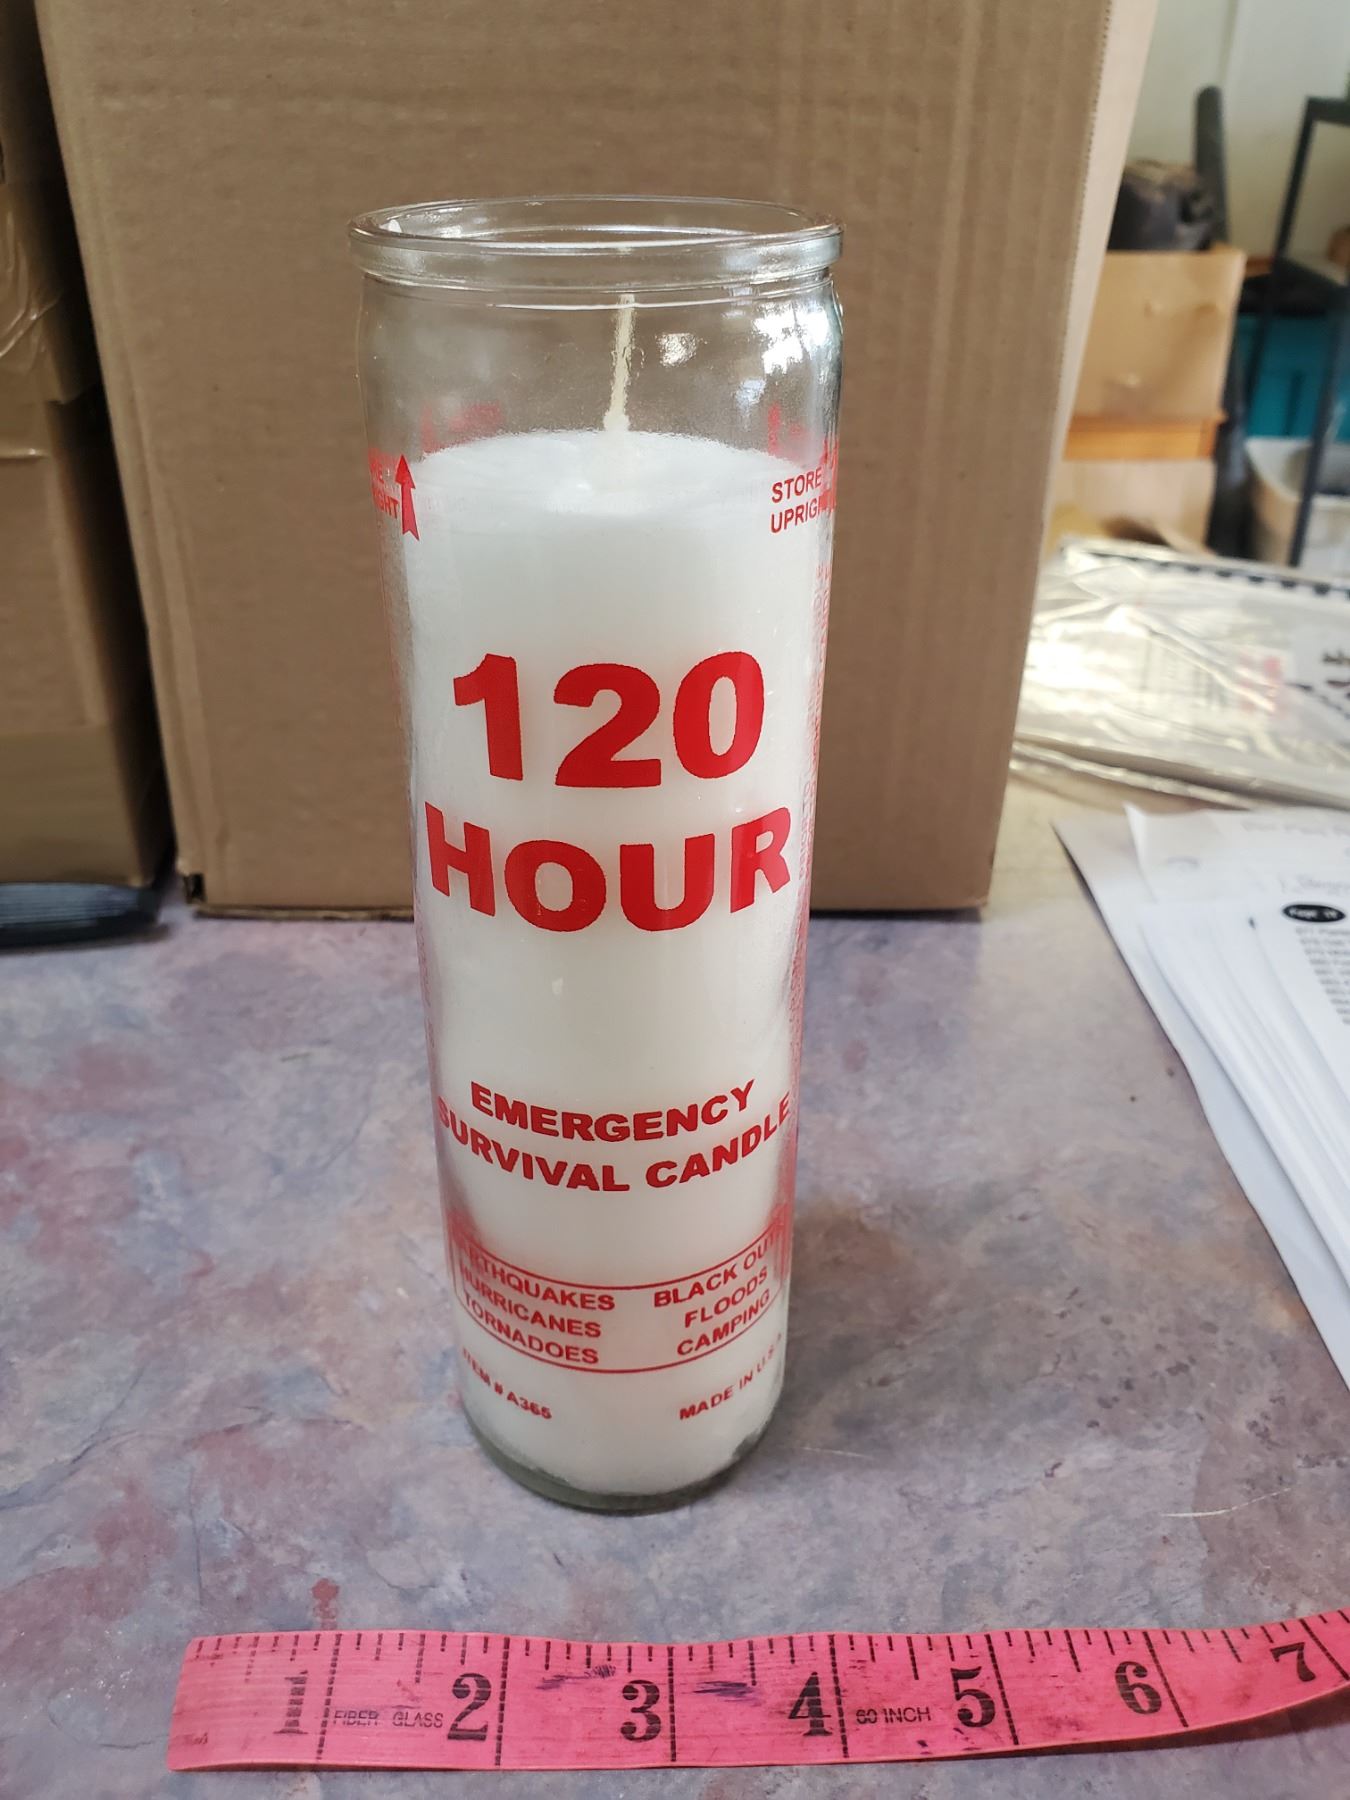 STORE
UPRIGHT
120
HOUR
EMERGENCY
SURVIVAL CANDLE
EARTHQUAKES BLACK OUT
HURRICANES FLOODS
TORNADOES CAMPING
ITEM # A365 MADE IN U.S.A.
1 FIBER GLASS 2 3 4 60 INCH 5 6 7